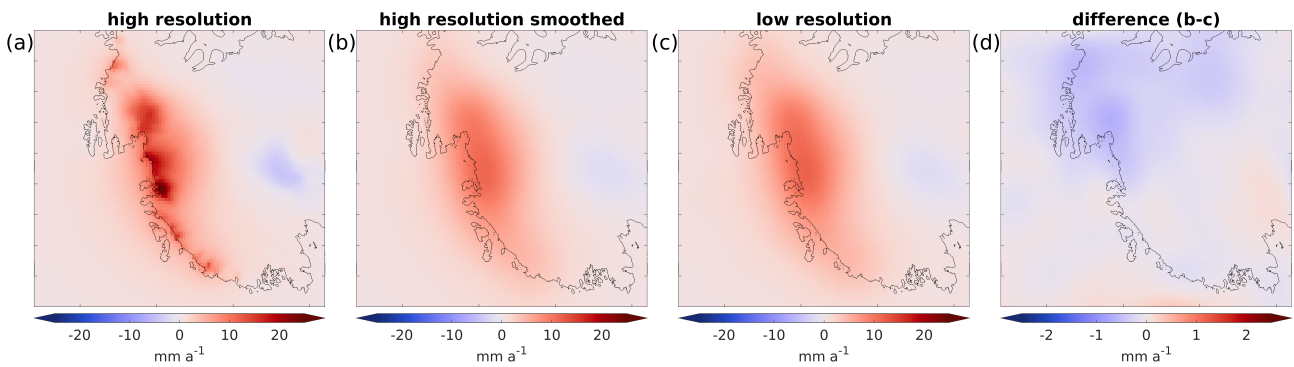 high resolution
high resolution smoothed
low resolution
difference (b-c)
(a)
(b)
(c)
(d)
-20 -10 0 10 20
-20 -10 0 10 20
-20 -10 0 10 20
-2 -1 0 1 2
mm a-1
mm a-1
mm a-1
mm a-1